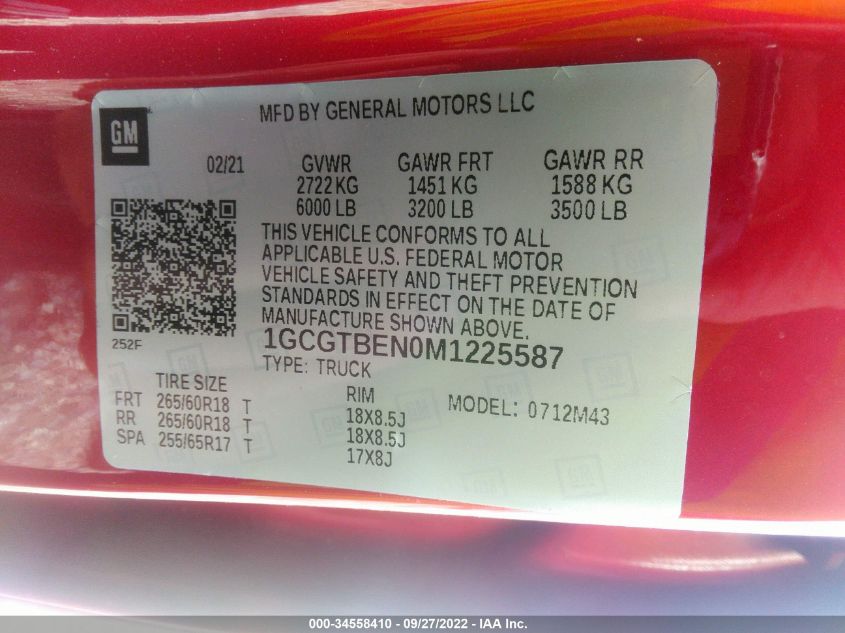 MFD BY GENERAL MOTORS LLC
GM
02/21 GVWR GAWR FRT GAWR RR
2722 KG 1451 KG 1588 KG
6000 LB 3200 LB 3500 LB
THIS VEHICLE CONFORMS TO ALL
APPLICABLE U.S. FEDERAL MOTOR
VEHICLE SAFETY AND THEFT PREVENTION
STANDARDS IN EFFECT ON THE DATE OF
MANUFACTURE SHOWN ABOVE.
252F
1GCGTBEN0M1225587
TYPE: TRUCK
TIRE SIZE RIM MODEL: 0712M43
FRT 265/60R18 T 18X8.5J
RR 265/60R18 T 18X8.5J
SPA 255/65R17 T 17X8J
000-34558410 - 09/27/2022 - IAA Inc.